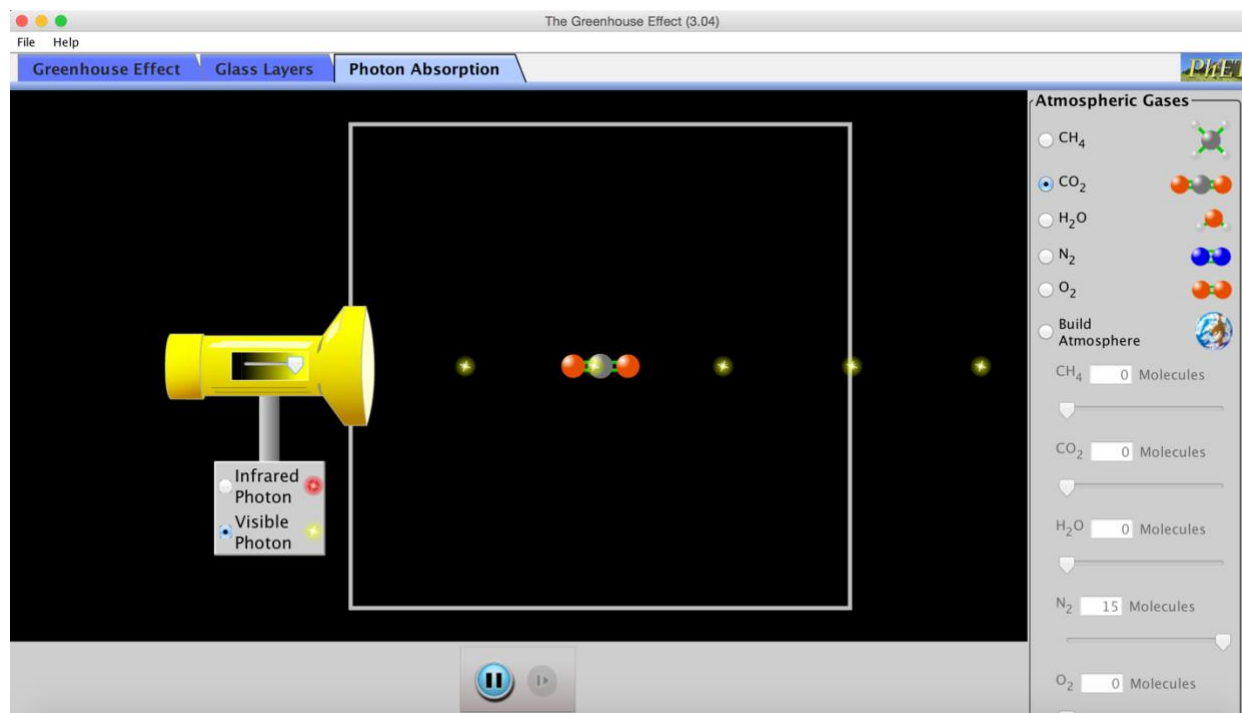 The Greenhouse Effect (3.04)
File Help
Greenhouse Effect Glass Layers Photon Absorption
PhET
Atmospheric Gases
CH4
CO2
H2O
N2
O2
Build
Atmosphere
CH4 0 Molecules
CO2 0 Molecules
H2O 0 Molecules
N2 15 Molecules
O2 0 Molecules
Infrared
Photon
Visible
Photon